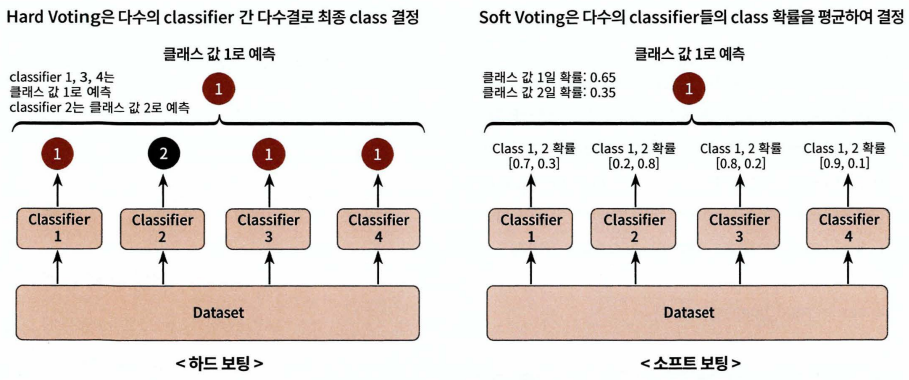 Hard Voting은 다수의 classifier 간 다수결로 최종 class 결정
클래스 값 1로 예측
classifier 1, 3, 4는
클래스 값 1로 예측
classifier 2는 클래스 값 2로 예측
1
1
2
1
1
Classifier
1
Classifier
2
Classifier
3
Classifier
4
Dataset
< 하드 보팅 >
Soft Voting은 다수의 classifier들의 class 확률을 평균하여 결정
클래스 값 1로 예측
클래스 값 1일 확률: 0.65
클래스 값 2일 확률: 0.35
1
Class 1, 2 확률
[0.7, 0.3]
Class 1, 2 확률
[0.2, 0.8]
Class 1, 2 확률
[0.8, 0.2]
Class 1, 2 확률
[0.9, 0.1]
Classifier
1
Classifier
2
Classifier
3
Classifier
4
Dataset
< 소프트 보팅 >